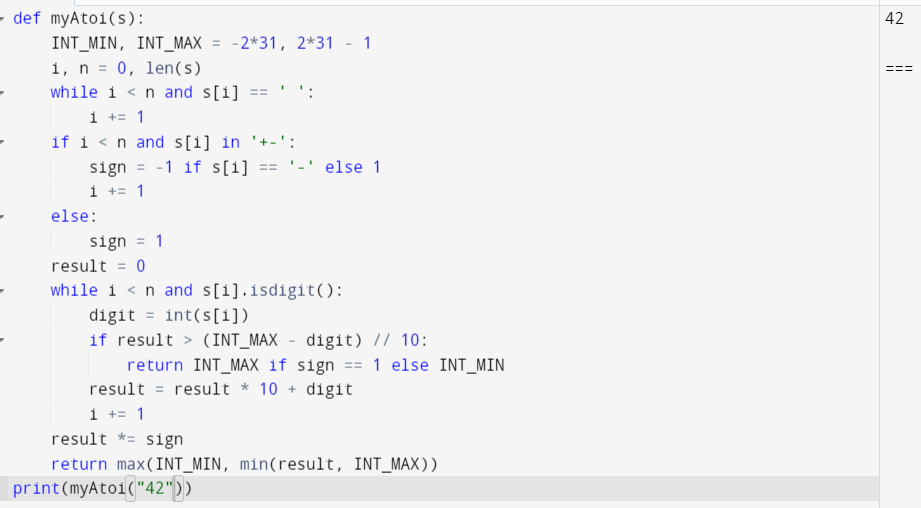 def myAtoi(s):
    INT_MIN, INT_MAX = -2*31, 2*31 - 1
    i, n = 0, len(s)
    while i < n and s[i] == ' ':
        i += 1
    if i < n and s[i] in '+-':
        sign = -1 if s[i] == '-' else 1
        i += 1
    else:
        sign = 1
    result = 0
    while i < n and s[i].isdigit():
        digit = int(s[i])
        if result > (INT_MAX - digit) // 10:
            return INT_MAX if sign == 1 else INT_MIN
        result = result * 10 + digit
        i += 1
    result *= sign
    return max(INT_MIN, min(result, INT_MAX))
print(myAtoi("42"))
42
===